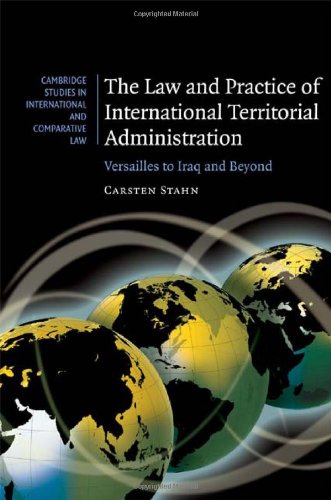 CAMBRIDGE
STUDIES IN
INTERNATIONAL
AND
COMPARATIVE
LAW
The Law and Practice of
International Territorial
Administration
Versailles to Iraq and Beyond
CARSTEN STAHN